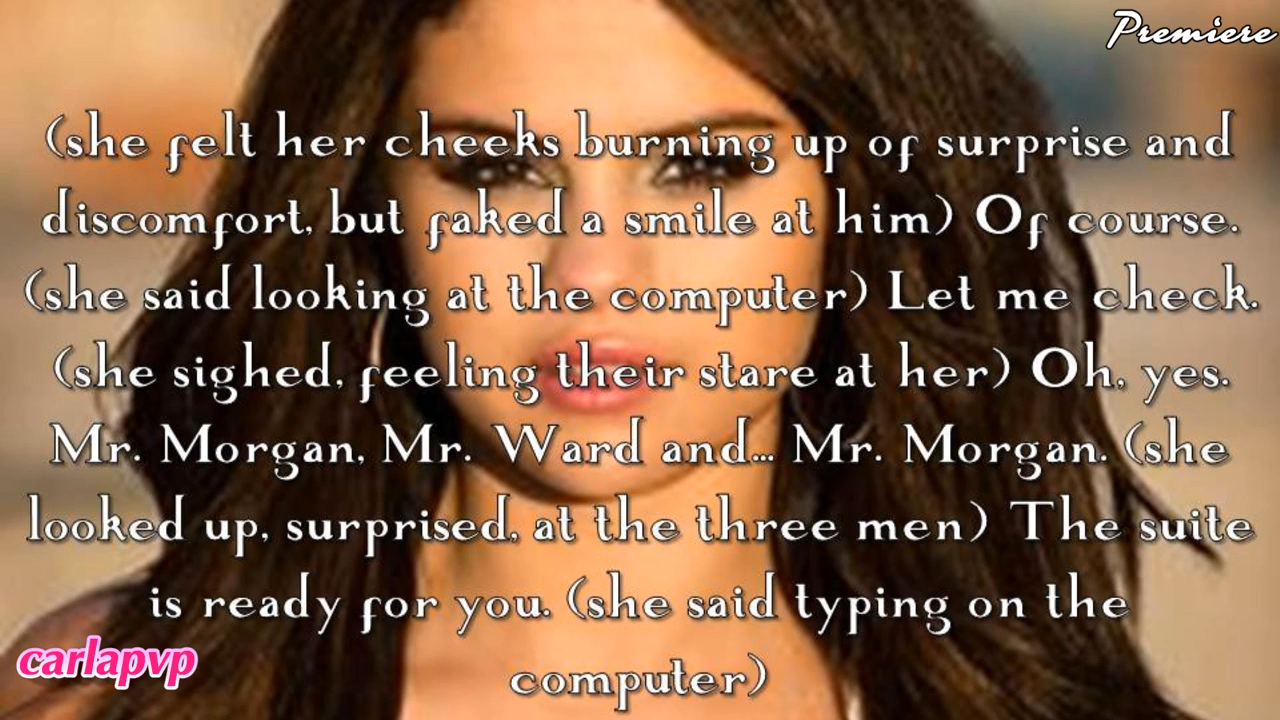 Premiere
(she felt her cheeks burning up of surprise and
discomfort, but faked a smile at him) Of course.
(she said looking at the computer) Let me check.
(she sighed, feeling their stare at her) Oh, yes.
Mr. Morgan, Mr. Ward and... Mr. Morgan. (she
looked up, surprised, at the three men) The suite
is ready for you. (she said typing on the
computer)
carlapvp